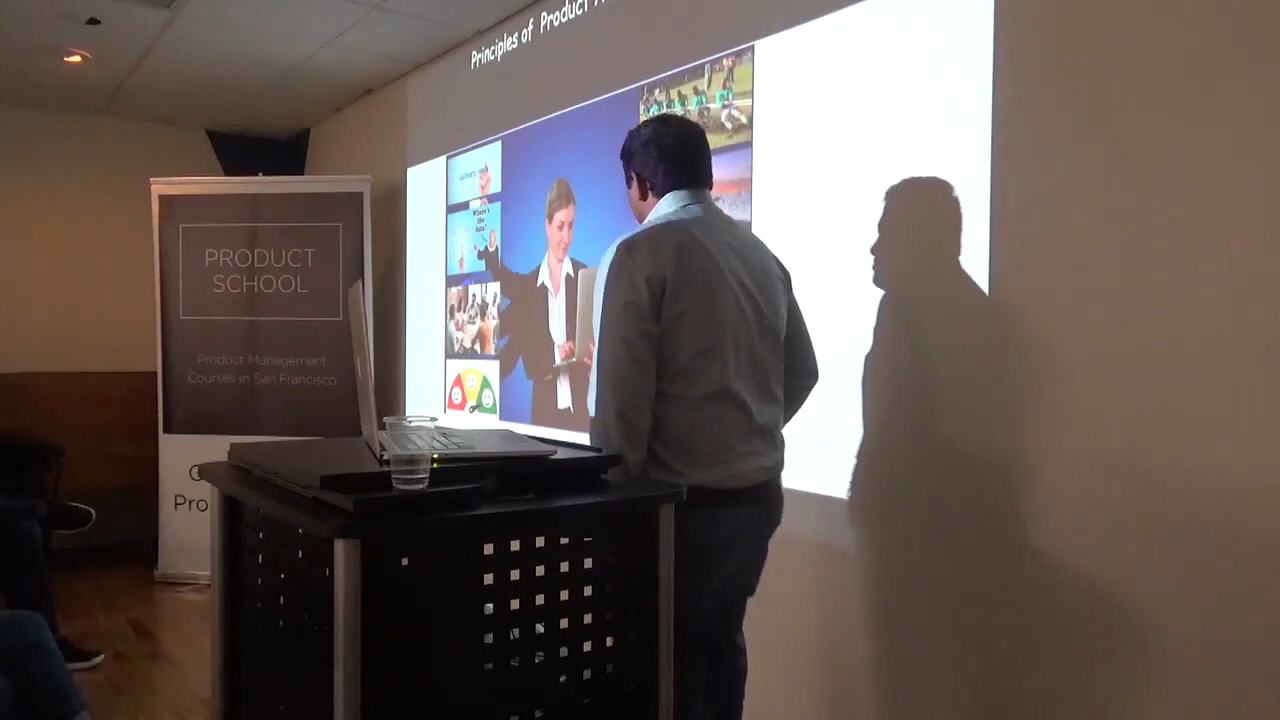 Principles of Product
PRODUCT
SCHOOL
Product Management
Courses in San Francisco
Pro
Where's
the
data?